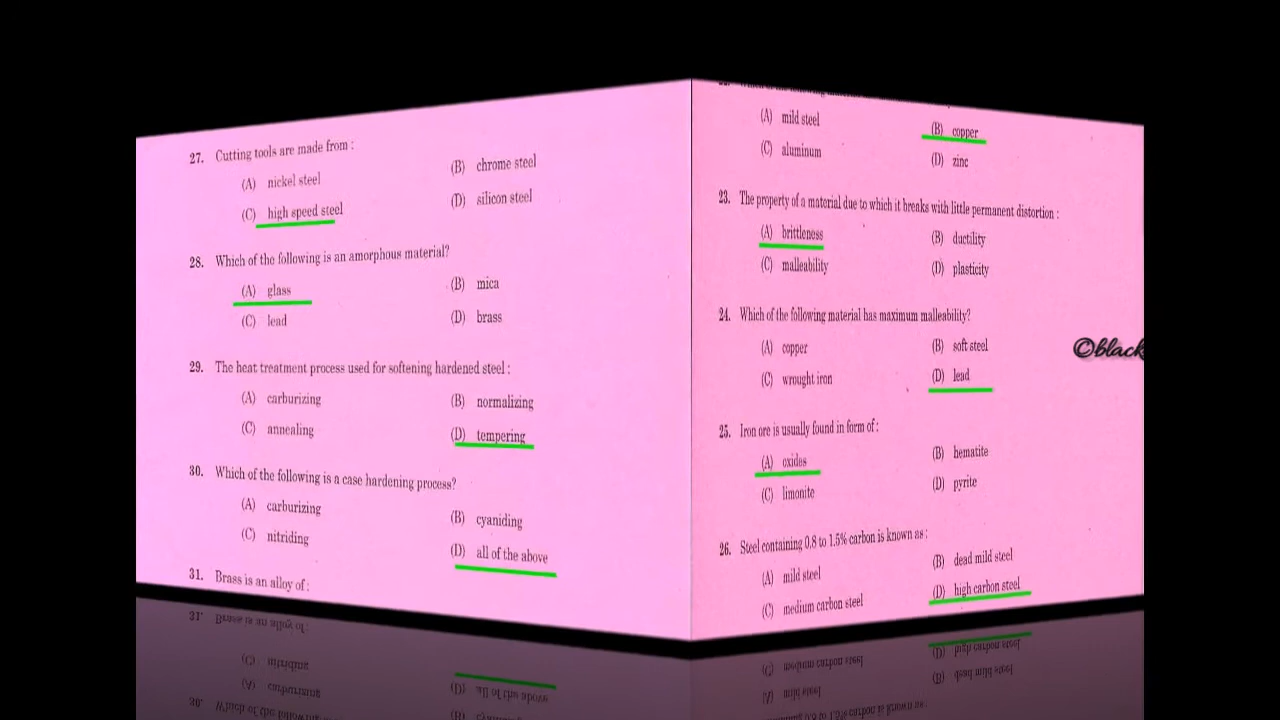 27. Cutting tools are made from :
(A) nickel steel (B) chrome steel
(C) high speed steel (D) silicon steel
28. Which of the following is an amorphous material?
(A) glass (B) mica
(C) lead (D) brass
29. The heat treatment process used for softening hardened steel :
(A) carburizing (B) normalizing
(C) annealing (D) tempering
30. Which of the following is a case hardening process?
(A) carburizing (B) cyaniding
(C) nitriding (D) all of the above
31. Brass is an alloy of :
(A) mild steel (B) copper
(C) aluminum (D) zinc
23. The property of a material due to which it breaks with little permanent distortion :
(A) brittleness (B) ductility
(C) malleability (D) plasticity
24. Which of the following material has maximum malleability?
(A) copper (B) soft steel
(C) wrought iron (D) lead
©black
25. Iron ore is usually found in form of :
(A) oxides (B) hematite
(C) limonite (D) pyrite
26. Steel containing 0.8 to 1.5% carbon is known as :
(A) mild steel (B) dead mild steel
(C) medium carbon steel (D) high carbon steel